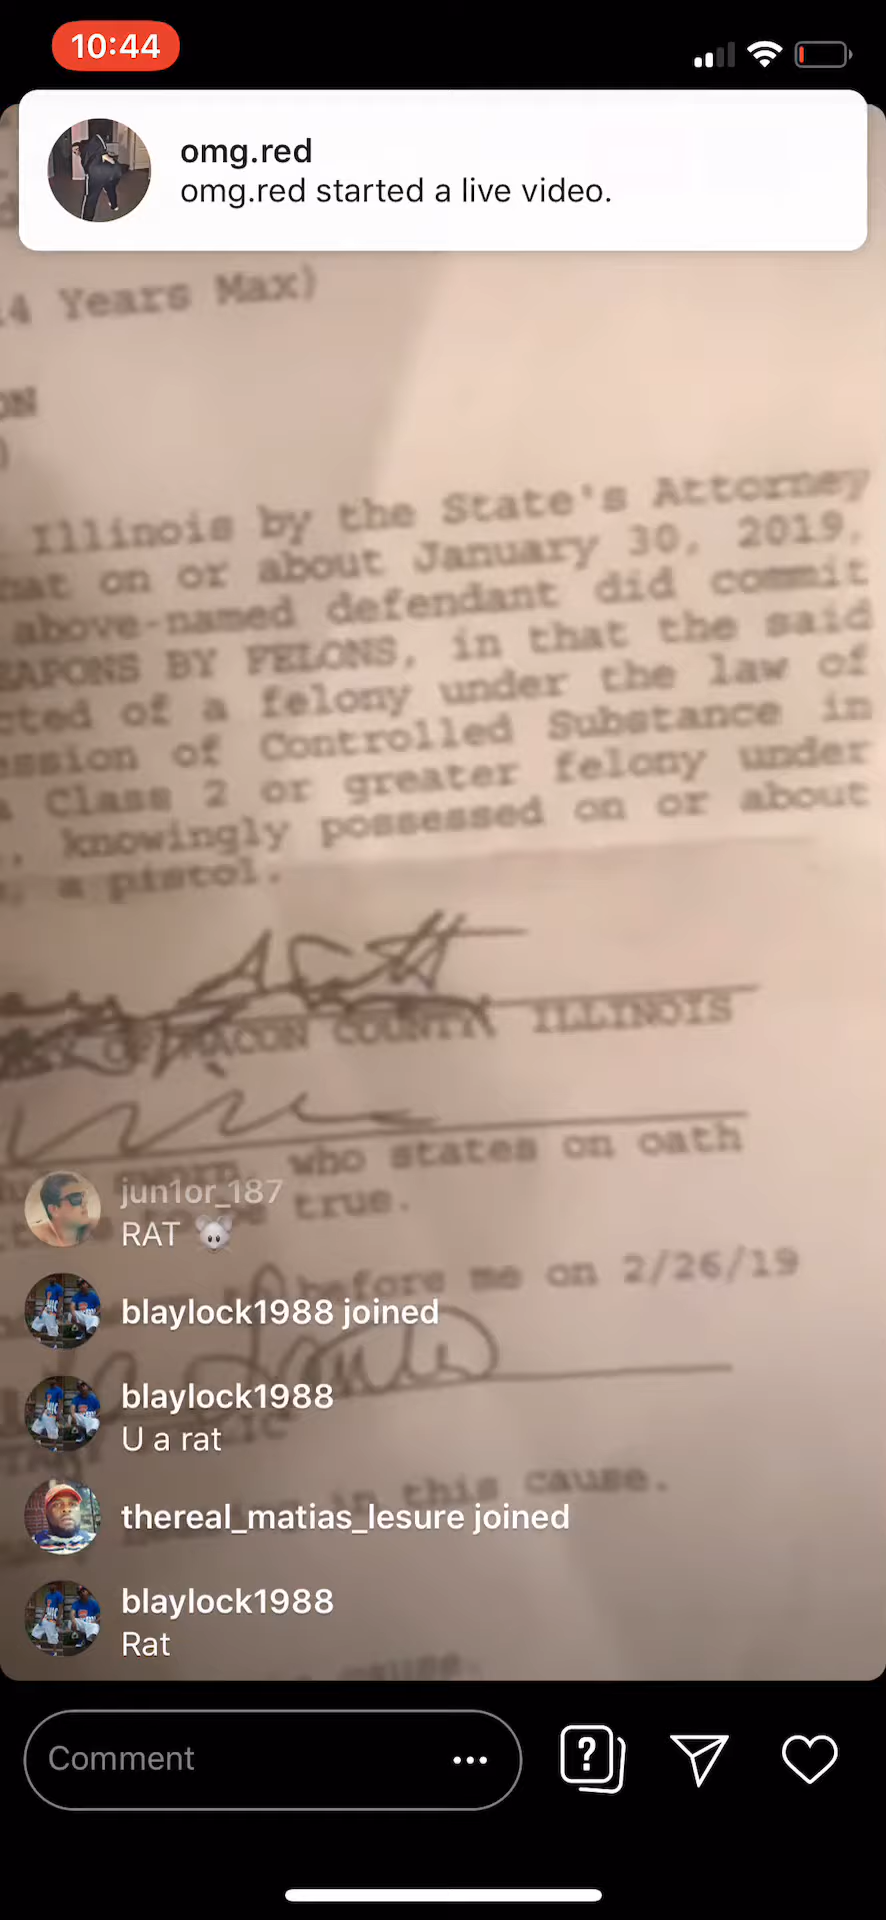 10:44
omg.red
omg.red started a live video.
4 Years Max)
ON
)
Illinois by the State's Attorney
on or about January 30, 2019,
above-named defendant did commit
BY FELONS, in that the said
of a felony under the law of
of Controlled Substance in
Class 2 or greater felony under
knowingly possessed on or about
a pistol.
OF MACON COUNTY ILLINOIS
who states on oath
true.
before me on 2/26/19
in this cause.
cause.
jun1or_187
RAT 🐭
blaylock1988 joined
blaylock1988
U a rat
thereal_matias_lesure joined
blaylock1988
Rat
Comment